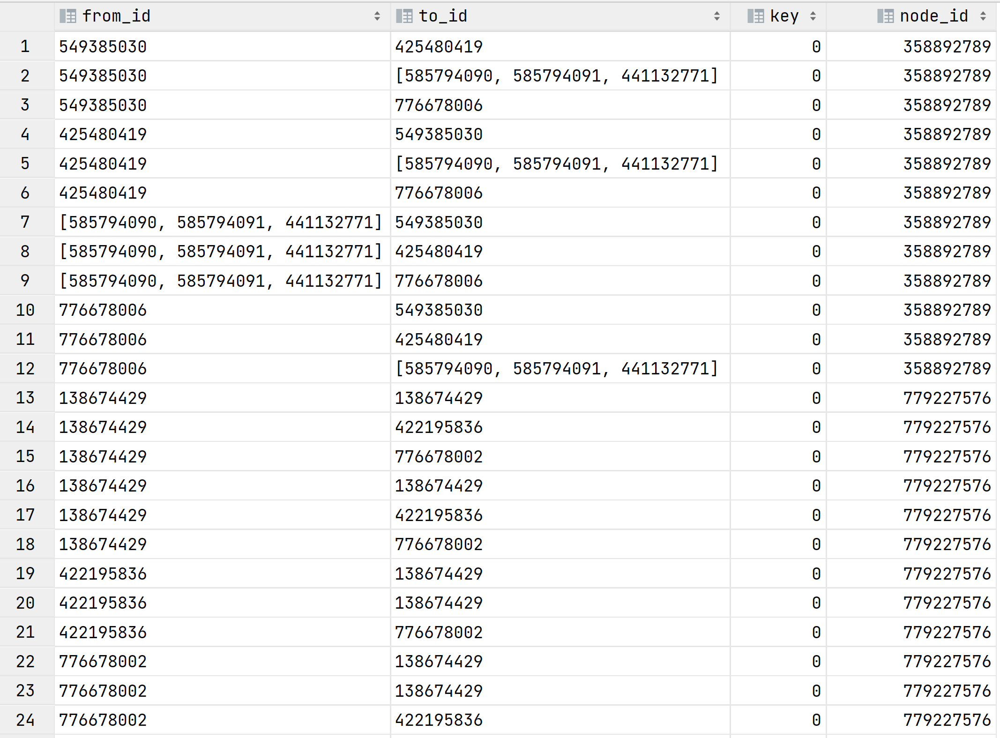 from_id to_id key node_id
1 549385030 425480419 0 358892789
2 549385030 [585794090, 585794091, 441132771] 0 358892789
3 549385030 776678006 0 358892789
4 425480419 549385030 0 358892789
5 425480419 [585794090, 585794091, 441132771] 0 358892789
6 425480419 776678006 0 358892789
7 [585794090, 585794091, 441132771] 549385030 0 358892789
8 [585794090, 585794091, 441132771] 425480419 0 358892789
9 [585794090, 585794091, 441132771] 776678006 0 358892789
10 776678006 549385030 0 358892789
11 776678006 425480419 0 358892789
12 776678006 [585794090, 585794091, 441132771] 0 358892789
13 138674429 138674429 0 779227576
14 138674429 422195836 0 779227576
15 138674429 776678002 0 779227576
16 138674429 138674429 0 779227576
17 138674429 422195836 0 779227576
18 138674429 776678002 0 779227576
19 422195836 138674429 0 779227576
20 422195836 138674429 0 779227576
21 422195836 776678002 0 779227576
22 776678002 138674429 0 779227576
23 776678002 138674429 0 779227576
24 776678002 422195836 0 779227576